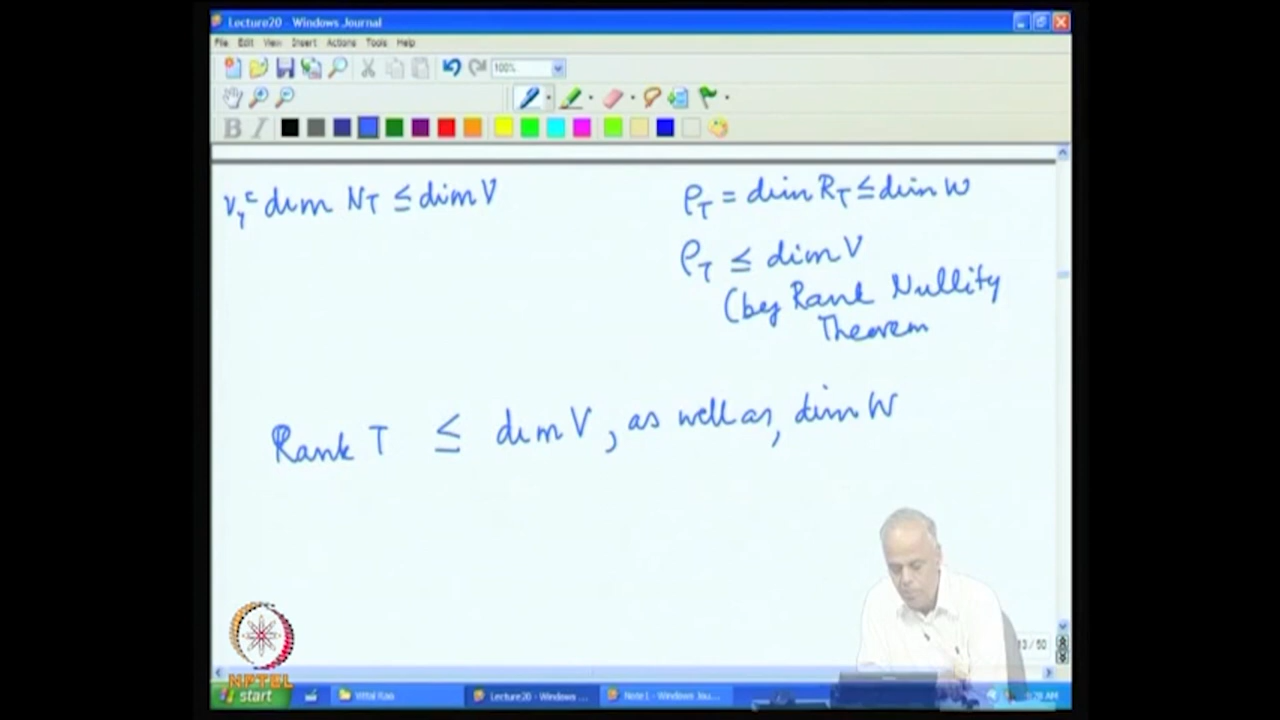 Lecture20 - Windows Journal
File Edit View Insert Actions Tools Help
100%
B I
ν_T = dim N_T ≤ dim V
ρ_T = dim R_T ≤ dim W
ρ_T ≤ dim V
(by Rank Nullity
Theorem
Rank T ≤ dim V, as well as, dim W
13 / 50
NPTEL
start
Vittal Rao
Lecture20 - Windows ...
Note1 - Windows Jou...